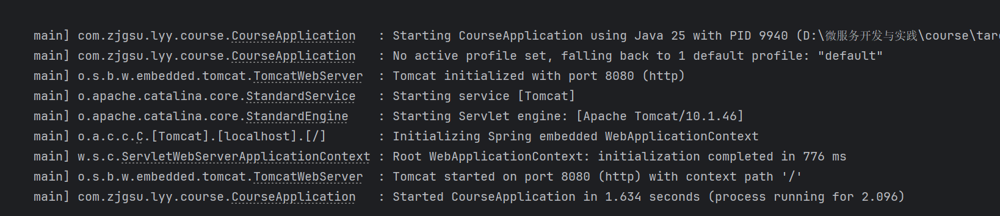 main] com.zjgsu.lyy.course.CourseApplication : Starting CourseApplication using Java 25 with PID 9940 (D:\微服务开发与实践\course\tar
main] com.zjgsu.lyy.course.CourseApplication : No active profile set, falling back to 1 default profile: "default"
main] o.s.b.w.embedded.tomcat.TomcatWebServer : Tomcat initialized with port 8080 (http)
main] o.apache.catalina.core.StandardService : Starting service [Tomcat]
main] o.apache.catalina.core.StandardEngine : Starting Servlet engine: [Apache Tomcat/10.1.46]
main] o.a.c.c.C.[Tomcat].[localhost].[/] : Initializing Spring embedded WebApplicationContext
main] w.s.c.ServletWebServerApplicationContext : Root WebApplicationContext: initialization completed in 776 ms
main] o.s.b.w.embedded.tomcat.TomcatWebServer : Tomcat started on port 8080 (http) with context path '/'
main] com.zjgsu.lyy.course.CourseApplication : Started CourseApplication in 1.634 seconds (process running for 2.096)